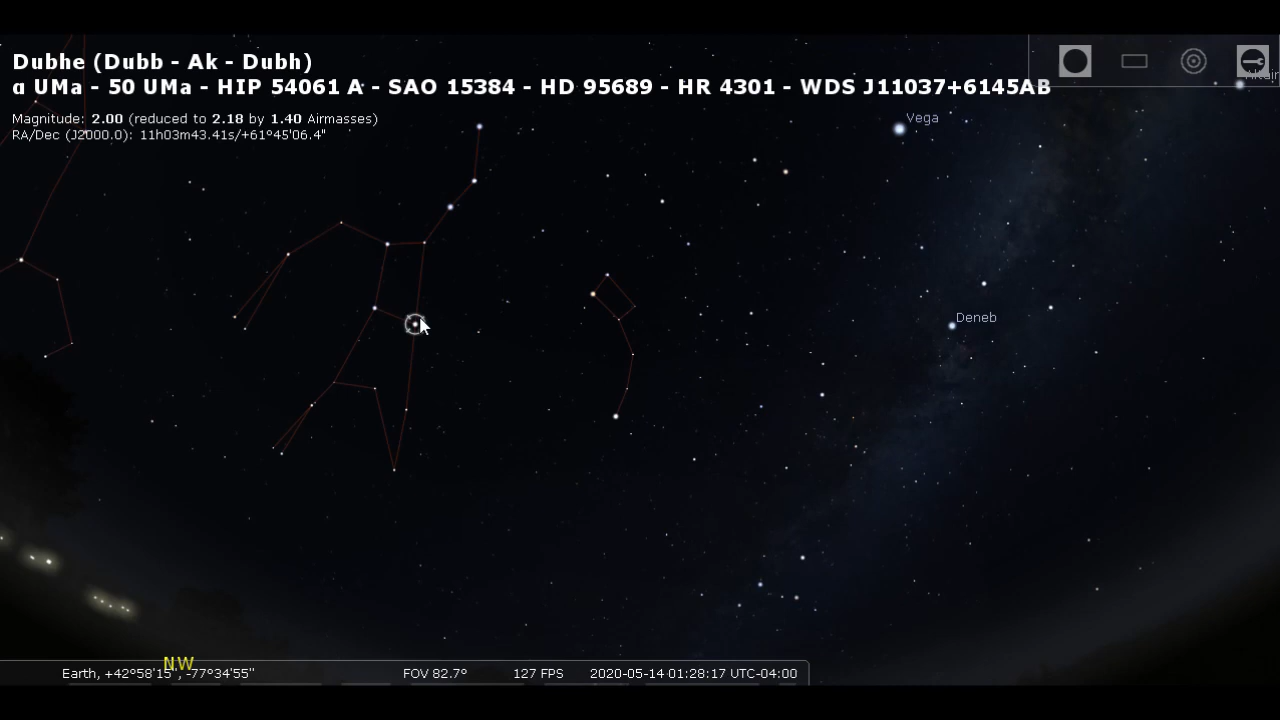 Dubhe (Dubb - Ak - Dubh)
α UMa - 50 UMa - HIP 54061 A - SAO 15384 - HD 95689 - HR 4301 - WDS J11037+6145AB
Altair
Magnitude: 2.00 (reduced to 2.18 by 1.40 Airmasses)
RA/Dec (J2000.0): 11h03m43.41s/+61°45'06.4"
Vega
Deneb
NW
Earth, +42°58'15", -77°34'55" FOV 82.7° 127 FPS 2020-05-14 01:28:17 UTC-04:00